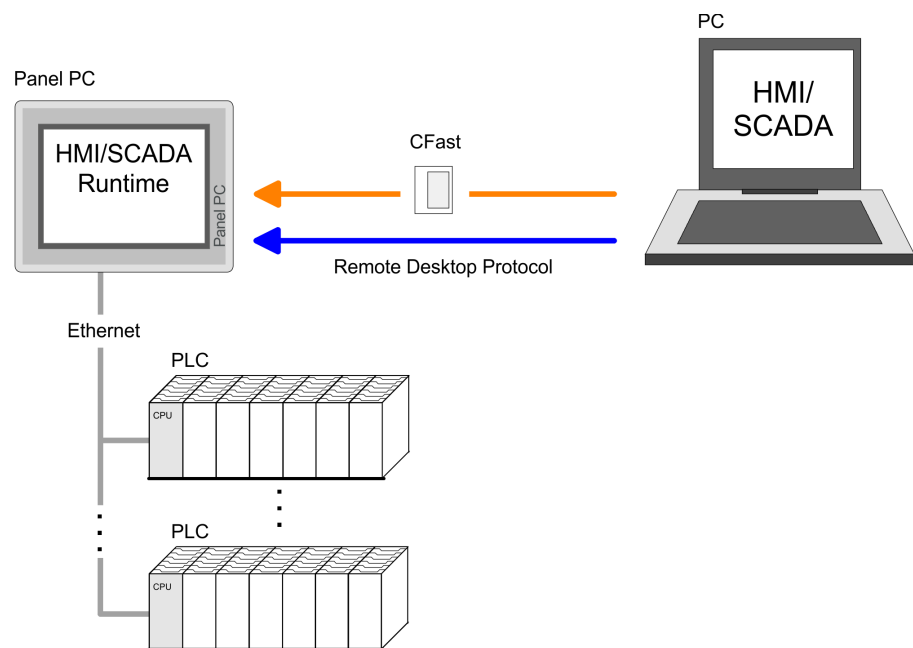 PC
Panel PC
HMI/
SCADA
CFast
HMI/SCADA
Runtime
Panel PC
Remote Desktop Protocol
Ethernet
PLC
CPU
PLC
CPU